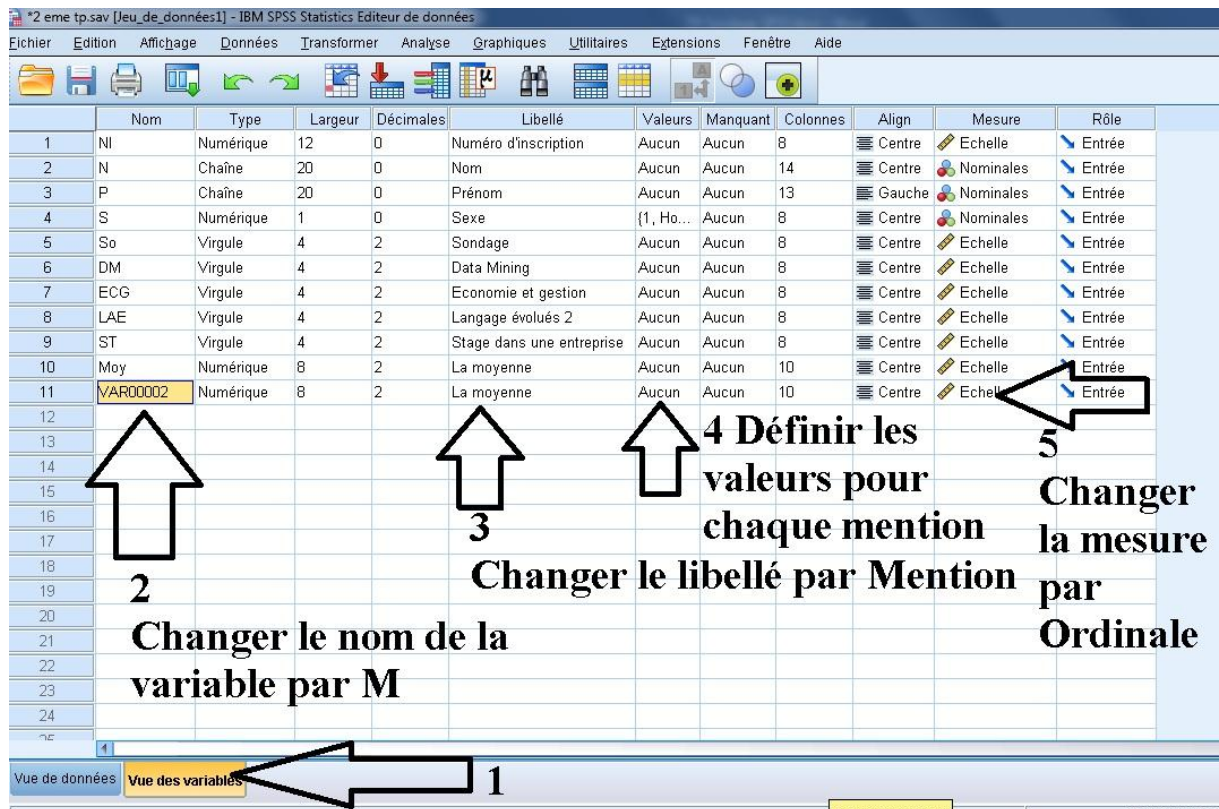 *2 eme tp.sav [Jeu_de_données1] - IBM SPSS Statistics Editeur de données
Fichier Edition Affichage Données Transformer Analyse Graphiques Utilitaires Extensions Fenêtre Aide
Nom Type Largeur Décimales Libellé Valeurs Manquant Colonnes Align Mesure Rôle
1 NI Numérique 12 0 Numéro d'inscription Aucun Aucun 8 Centre Echelle Entrée
2 N Chaîne 20 0 Nom Aucun Aucun 14 Centre Nominales Entrée
3 P Chaîne 20 0 Prénom Aucun Aucun 13 Gauche Nominales Entrée
4 S Numérique 1 0 Sexe {1, Ho... Aucun 8 Centre Nominales Entrée
5 So Virgule 4 2 Sondage Aucun Aucun 8 Centre Echelle Entrée
6 DM Virgule 4 2 Data Mining Aucun Aucun 8 Centre Echelle Entrée
7 ECG Virgule 4 2 Economie et gestion Aucun Aucun 8 Centre Echelle Entrée
8 LAE Virgule 4 2 Langage évolués 2 Aucun Aucun 8 Centre Echelle Entrée
9 ST Virgule 4 2 Stage dans une entreprise Aucun Aucun 8 Centre Echelle Entrée
10 Moy Numérique 8 2 La moyenne Aucun Aucun 10 Centre Echelle Entrée
11 VAR00002 Numérique 8 2 La moyenne Aucun Aucun 10 Centre Echelle Entrée
12
13
14
15
16
17
18
19
20
21
22
23
24
4 Définir les
valeurs pour
chaque mention
5
Changer
la mesure
par
Ordinale
3
Changer le libellé par Mention
2
Changer le nom de la
variable par M
Vue de données Vue des variables
1